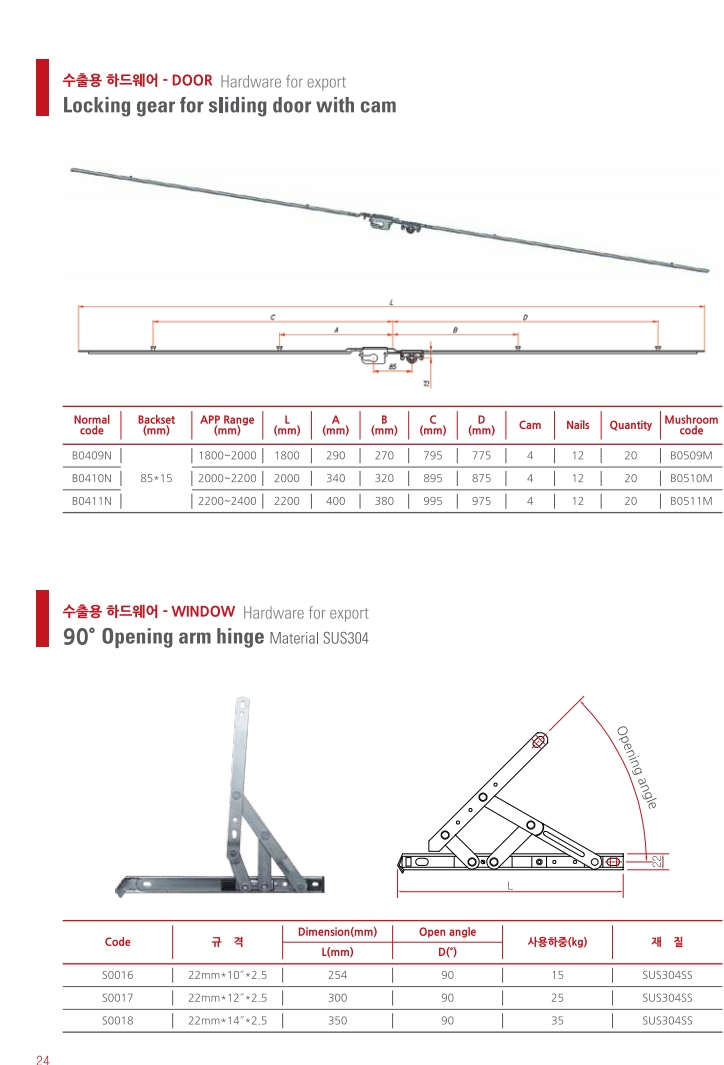 수출용 하드웨어 - DOOR Hardware for export
Locking gear for sliding door with cam
L
C D
A B
85
15
Normal code Backset (mm) APP Range (mm) L (mm) A (mm) B (mm) C (mm) D (mm) Cam Nails Quantity Mushroom code
B0409N 1800~2000 1800 290 270 795 775 4 12 20 B0509M
B0410N 85*15 2000~2200 2000 340 320 895 875 4 12 20 B0510M
B0411N 2200~2400 2200 400 380 995 975 4 12 20 B0511M
수출용 하드웨어 - WINDOW Hardware for export
90° Opening arm hinge Material SUS304
Opening angle
22
L
Code 규 격 Dimension(mm) Open angle 사용하중(kg) 재 질
L(mm) D(°)
S0016 22mm*10″*2.5 254 90 15 SUS304SS
S0017 22mm*12″*2.5 300 90 25 SUS304SS
S0018 22mm*14″*2.5 350 90 35 SUS304SS
24